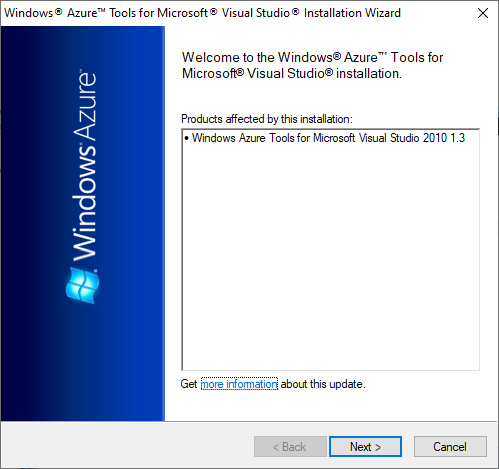 Windows® Azure™ Tools for Microsoft® Visual Studio® Installation Wizard
Windows® Azure™
Welcome to the Windows® Azure™ Tools for
Microsoft® Visual Studio® installation.
Products affected by this installation:
• Windows Azure Tools for Microsoft Visual Studio 2010 1.3
Get more information about this update.
< Back
Next >
Cancel